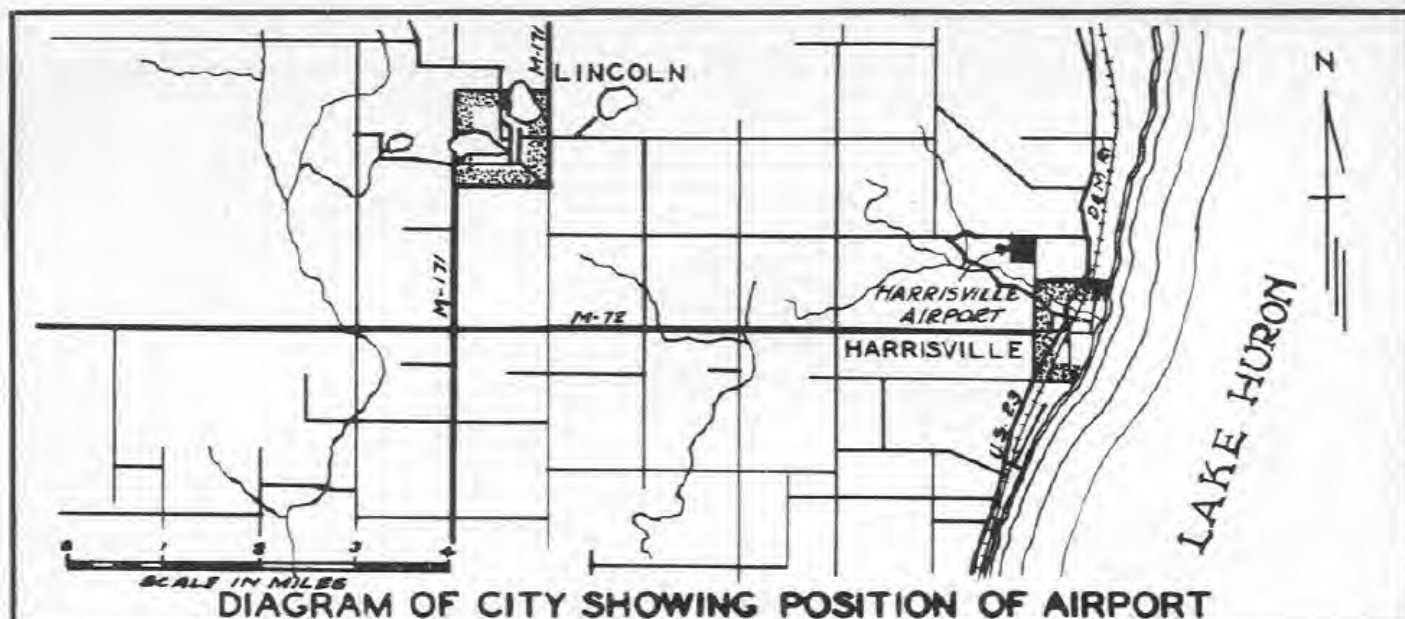 M-171
LINCOLN
N
D & M Ry
M-171
HARRISVILLE
AIRPORT
M-72
HARRISVILLE
U.S. 23
LAKE HURON
0 1 2 3 4
SCALE IN MILES
DIAGRAM OF CITY SHOWING POSITION OF AIRPORT